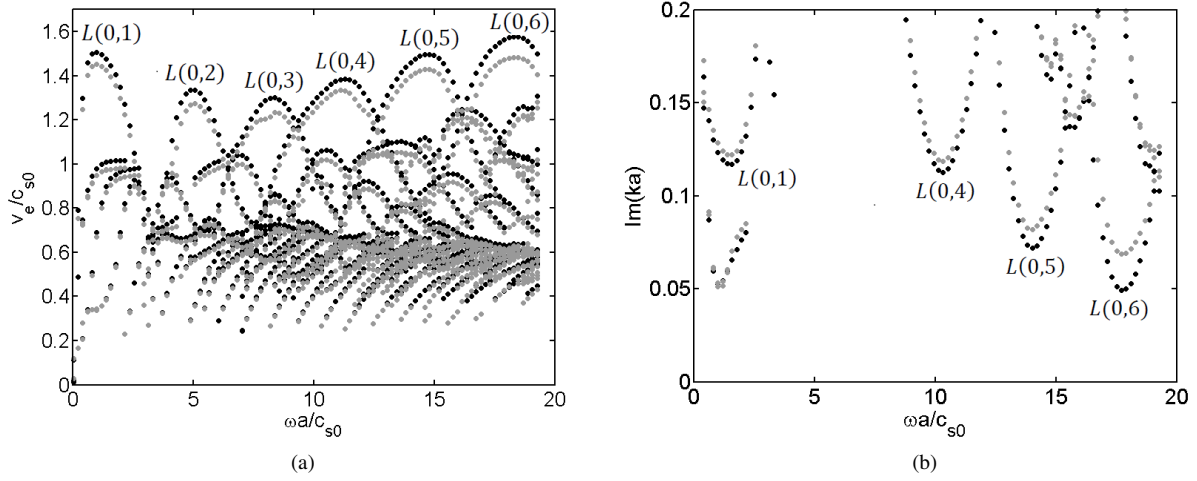 1.6
1.4
1.2
1
0.8
0.6
0.4
0.2
0
v_e/c_s0
L(0,1)
L(0,2)
L(0,3)
L(0,4)
L(0,5)
L(0,6)
0 5 10 15 20
ωa/c_s0
(a)
0.2
0.15
0.1
0.05
0
Im(ka)
L(0,1)
L(0,4)
L(0,5)
L(0,6)
0 5 10 15 20
ωa/c_s0
(b)